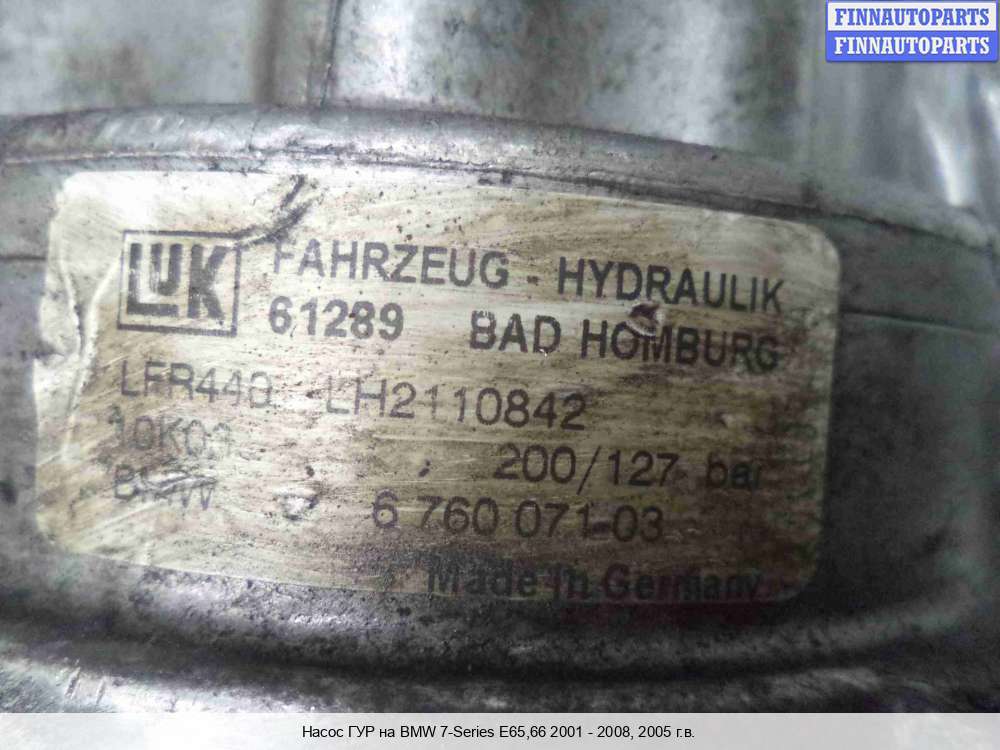 FINNAUTOPARTS
FINNAUTOPARTS
LUK FAHRZEUG - HYDRAULIK
61289 BAD HOMBURG
LH2110842
200/127 bar
BMW 6 760 071-03
Made In Germany
Насос ГУР на BMW 7-Series E65,66 2001 - 2008, 2005 г.в.